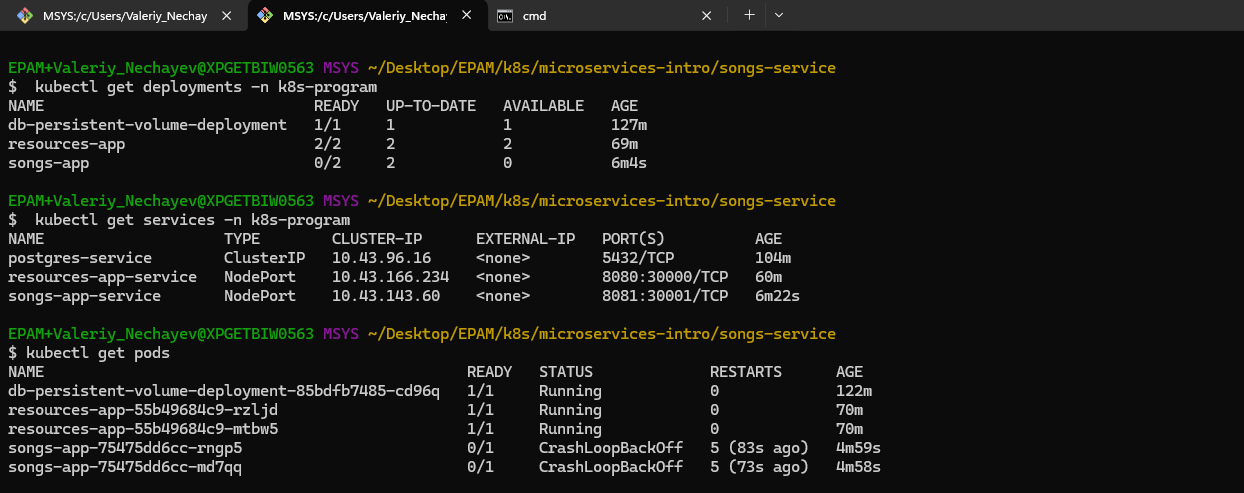 MSYS:/c/Users/Valeriy_Nechay
MSYS:/c/Users/Valeriy_Nechay
cmd
EPAM+Valeriy_Nechayev@XPGETBIW0563 MSYS ~/Desktop/EPAM/k8s/microservices-intro/songs-service
$  kubectl get deployments -n k8s-program
NAME                              READY   UP-TO-DATE   AVAILABLE   AGE
db-persistent-volume-deployment   1/1     1            1           127m
resources-app                     2/2     2            2           69m
songs-app                         0/2     2            0           6m4s
EPAM+Valeriy_Nechayev@XPGETBIW0563 MSYS ~/Desktop/EPAM/k8s/microservices-intro/songs-service
$  kubectl get services -n k8s-program
NAME                    TYPE        CLUSTER-IP      EXTERNAL-IP   PORT(S)          AGE
postgres-service        ClusterIP   10.43.96.16     <none>        5432/TCP         104m
resources-app-service   NodePort    10.43.166.234   <none>        8080:30000/TCP   60m
songs-app-service       NodePort    10.43.143.60    <none>        8081:30001/TCP   6m22s
EPAM+Valeriy_Nechayev@XPGETBIW0563 MSYS ~/Desktop/EPAM/k8s/microservices-intro/songs-service
$ kubectl get pods
NAME                                               READY   STATUS             RESTARTS      AGE
db-persistent-volume-deployment-85bdfb7485-cd96q   1/1     Running            0             122m
resources-app-55b49684c9-rzljd                     1/1     Running            0             70m
resources-app-55b49684c9-mtbw5                     1/1     Running            0             70m
songs-app-75475dd6cc-rngp5                         0/1     CrashLoopBackOff   5 (83s ago)   4m59s
songs-app-75475dd6cc-md7qq                         0/1     CrashLoopBackOff   5 (73s ago)   4m58s